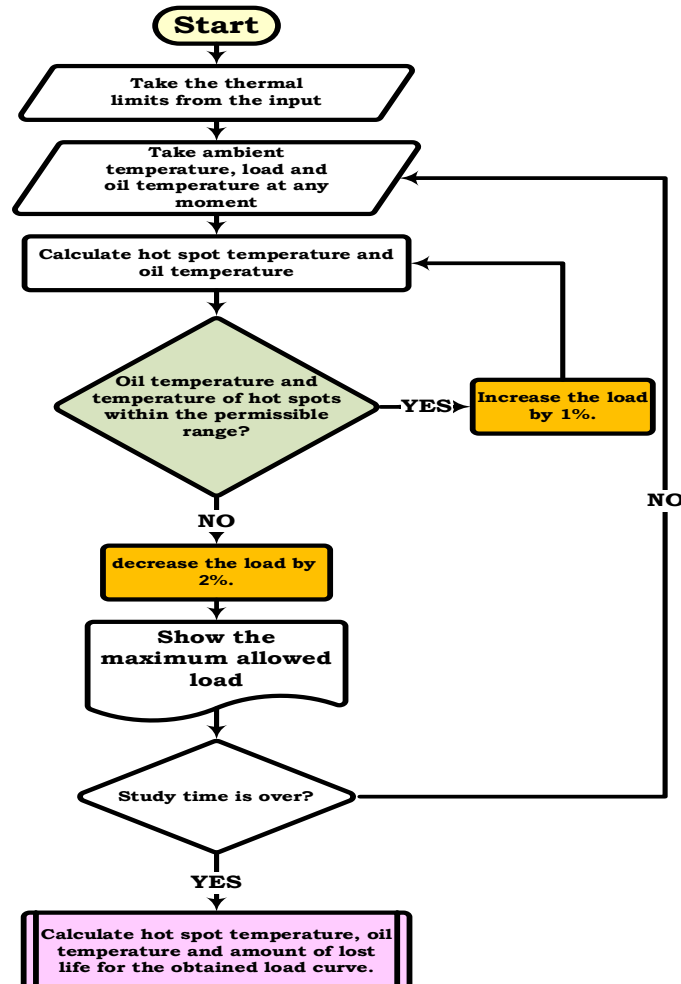 Start
Take the thermal
limits from the input
Take ambient
temperature, load and
oil temperature at any
moment
Calculate hot spot temperature and
oil temperature
Oil temperature and
temperature of hot spots
within the permissible
range?
YES
Increase the load
by 1%.
NO
NO
decrease the load by
2%.
Show the
maximum allowed
load
Study time is over?
YES
Calculate hot spot temperature, oil
temperature and amount of lost
life for the obtained load curve.